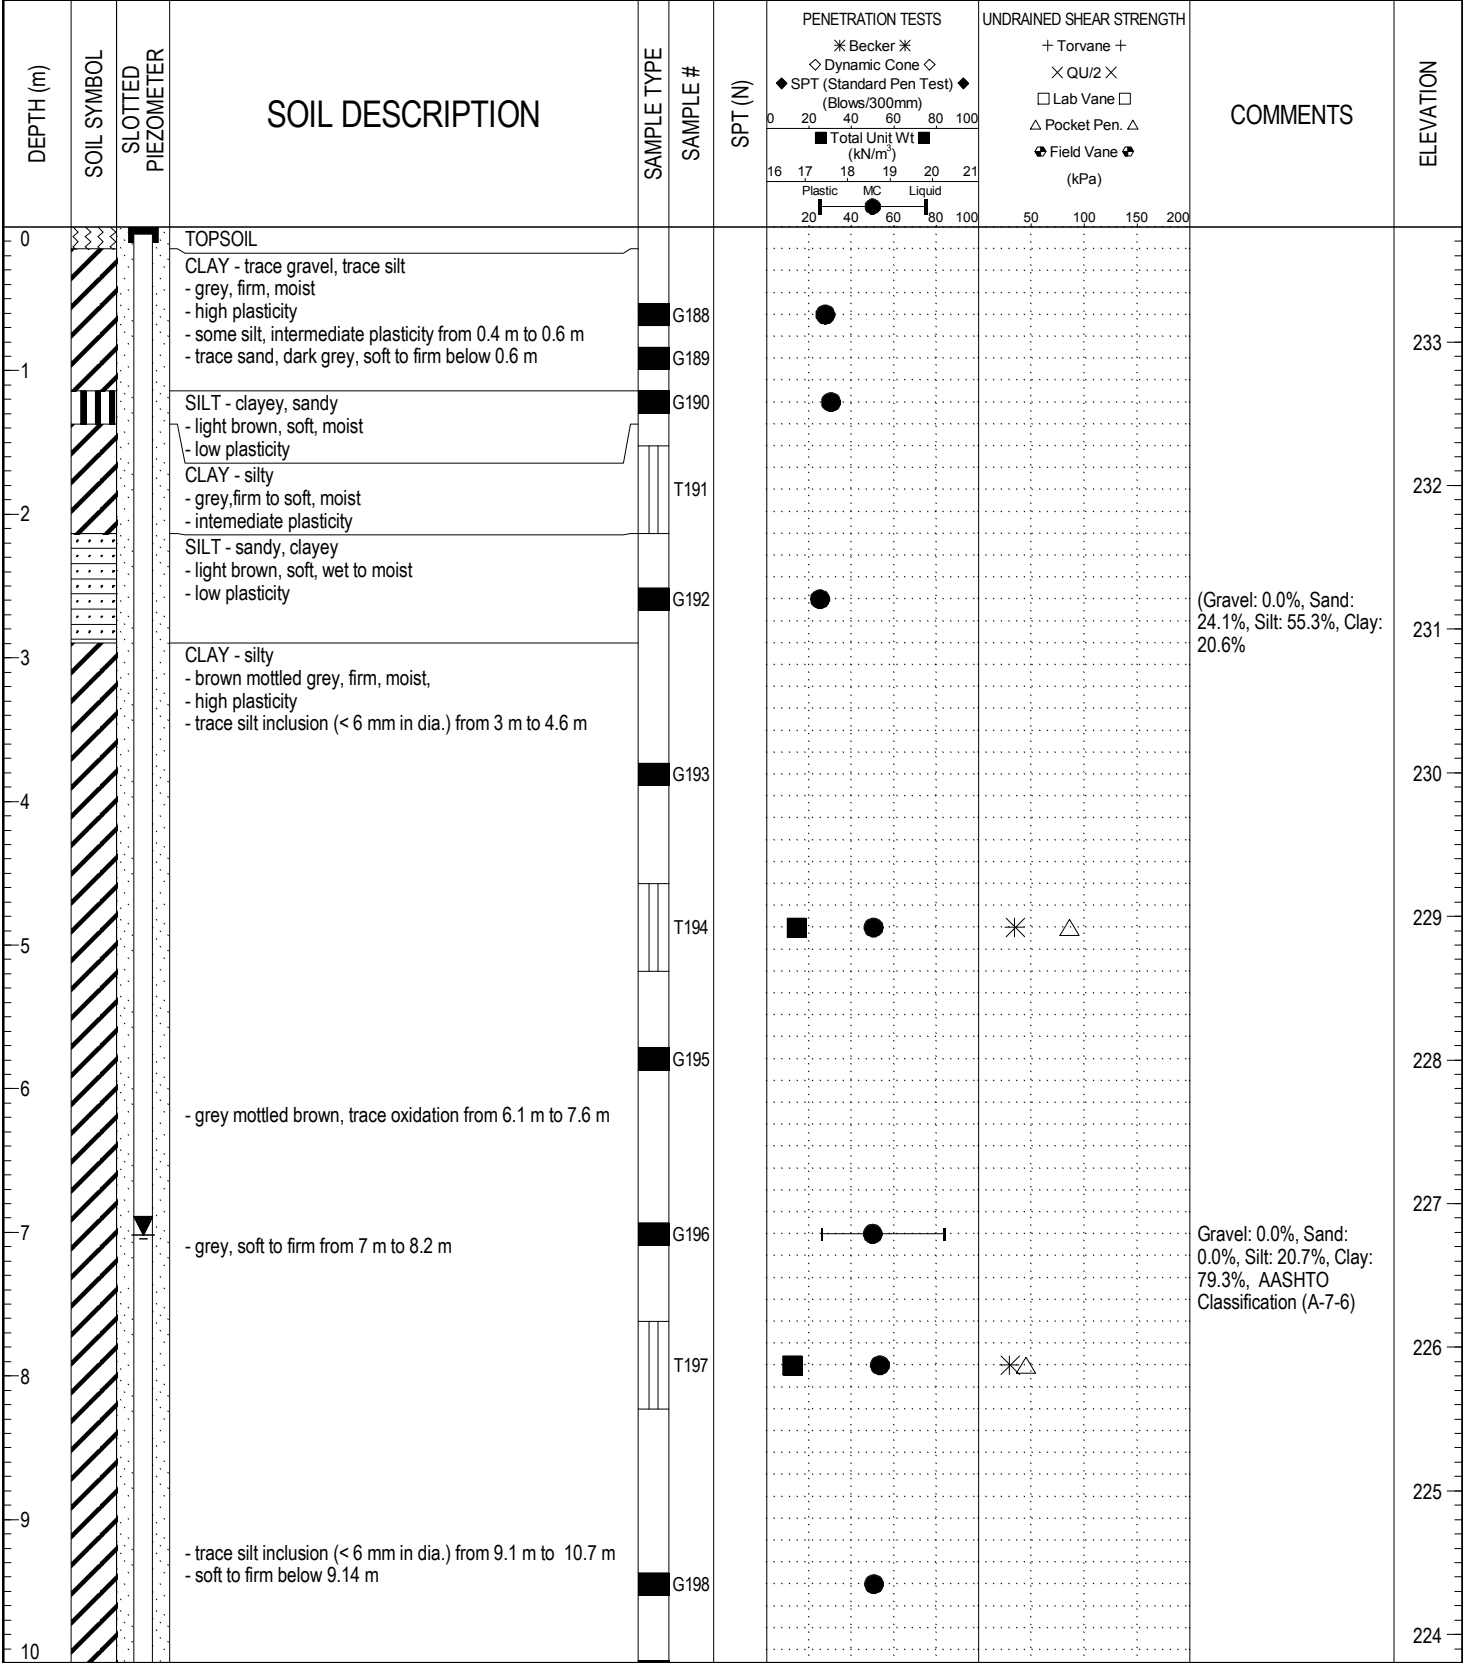 DEPTH (m)
SOIL SYMBOL
SLOTTED
PIEZOMETER
SOIL DESCRIPTION
SAMPLE TYPE
SAMPLE #
SPT (N)
PENETRATION TESTS
✳ Becker ✳
◇ Dynamic Cone ◇
◆ SPT (Standard Pen Test) ◆
(Blows/300mm)
0 20 40 60 80 100
■ Total Unit Wt ■
(kN/m³)
16 17 18 19 20 21
Plastic MC Liquid
20 40 60 80 100
UNDRAINED SHEAR STRENGTH
+ Torvane +
× QU/2 ×
□ Lab Vane □
△ Pocket Pen. △
Field Vane
(kPa)
50 100 150 200
COMMENTS
ELEVATION
0
TOPSOIL
CLAY - trace gravel, trace silt
- grey, firm, moist
- high plasticity
G188
- some silt, intermediate plasticity from 0.4 m to 0.6 m
233
- trace sand, dark grey, soft to firm below 0.6 m
G189
1
SILT - clayey, sandy
G190
- light brown, soft, moist
- low plasticity
CLAY - silty
T191
232
- grey,firm to soft, moist
2
- intemediate plasticity
SILT - sandy, clayey
- light brown, soft, wet to moist
- low plasticity
G192
(Gravel: 0.0%, Sand:
24.1%, Silt: 55.3%, Clay:
20.6%
231
3
CLAY - silty
- brown mottled grey, firm, moist,
- high plasticity
- trace silt inclusion (< 6 mm in dia.) from 3 m to 4.6 m
G193
230
4
229
T194
5
G195
228
6
- grey mottled brown, trace oxidation from 6.1 m to 7.6 m
227
7
G196
- grey, soft to firm from 7 m to 8.2 m
Gravel: 0.0%, Sand:
0.0%, Silt: 20.7%, Clay:
79.3%, AASHTO
Classification (A-7-6)
226
T197
8
225
9
- trace silt inclusion (< 6 mm in dia.) from 9.1 m to 10.7 m
- soft to firm below 9.14 m
G198
224
10